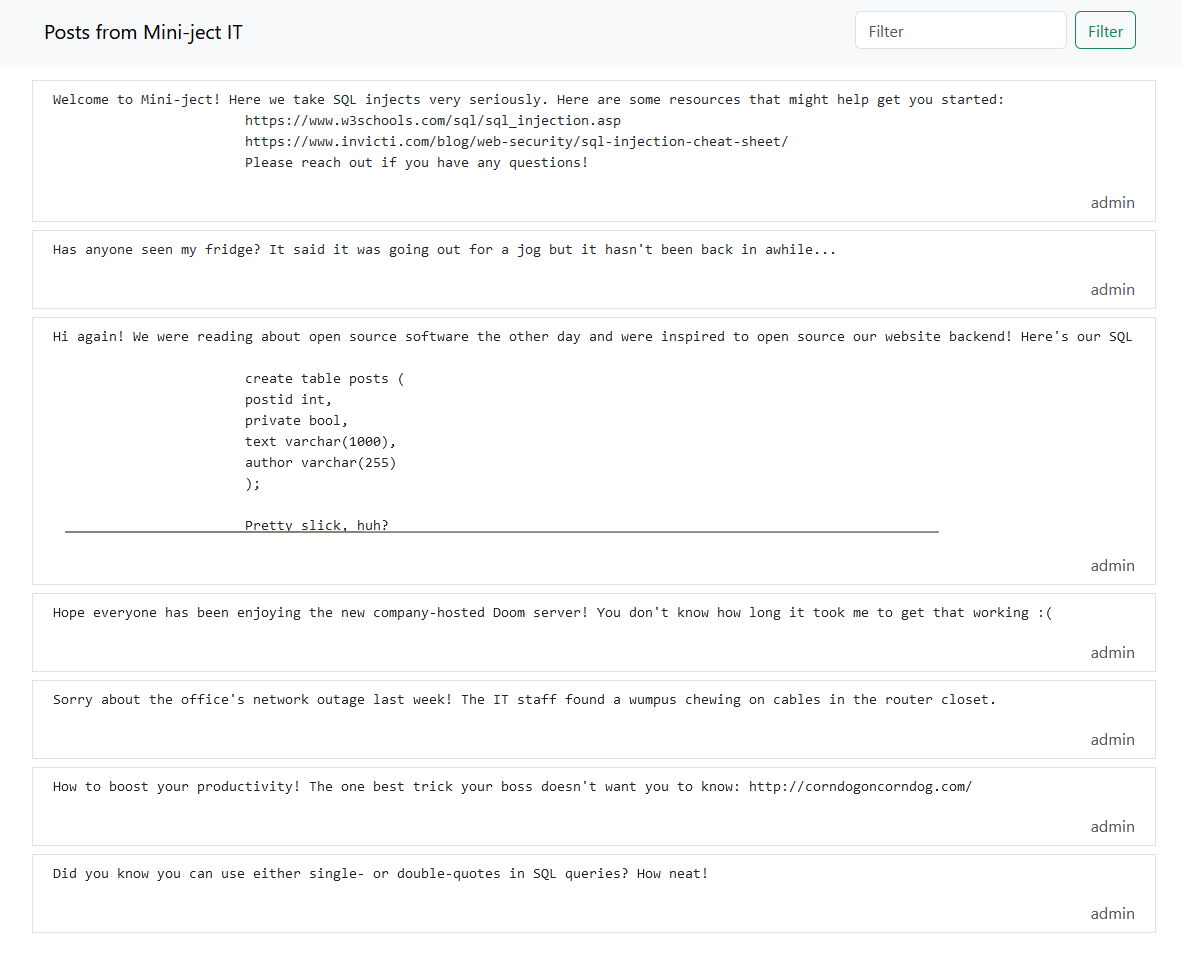 Posts from Mini-ject IT
Filter
Filter
Welcome to Mini-ject! Here we take SQL injects very seriously. Here are some resources that might help get you started:
https://www.w3schools.com/sql/sql_injection.asp
https://www.invicti.com/blog/web-security/sql-injection-cheat-sheet/
Please reach out if you have any questions!
admin
Has anyone seen my fridge? It said it was going out for a jog but it hasn't been back in awhile...
admin
Hi again! We were reading about open source software the other day and were inspired to open source our website backend! Here's our SQL
create table posts (
postid int,
private bool,
text varchar(1000),
author varchar(255)
);
Pretty slick, huh?
admin
Hope everyone has been enjoying the new company-hosted Doom server! You don't know how long it took me to get that working :(
admin
Sorry about the office's network outage last week! The IT staff found a wumpus chewing on cables in the router closet.
admin
How to boost your productivity! The one best trick your boss doesn't want you to know: http://corndogoncorndog.com/
admin
Did you know you can use either single- or double-quotes in SQL queries? How neat!
admin